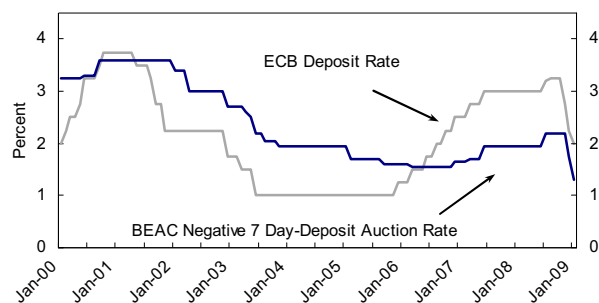 4
4
ECB Deposit Rate
3
3
Percent
2
2
1
1
BEAC Negative 7 Day-Deposit Auction Rate
0
0
Jan-00
Jan-01
Jan-02
Jan-03
Jan-04
Jan-05
Jan-06
Jan-07
Jan-08
Jan-09